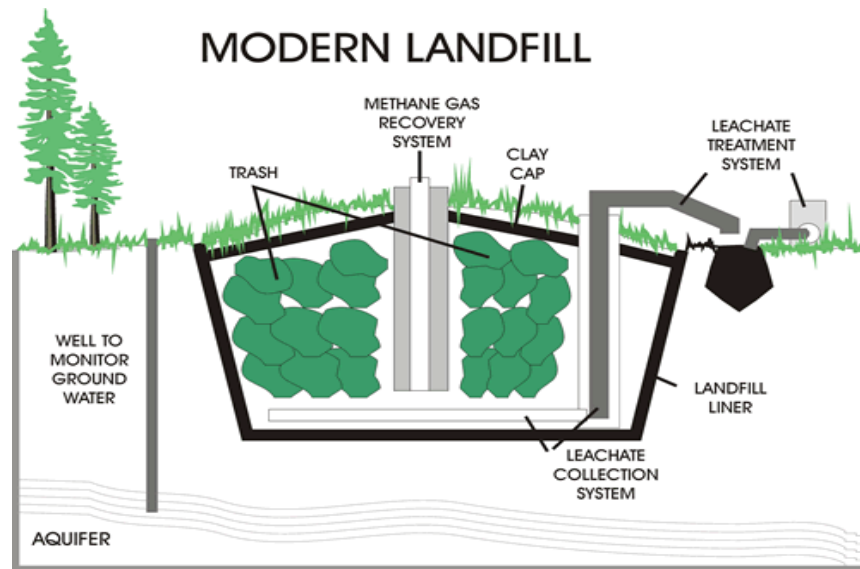 MODERN LANDFILL
METHANE GAS
RECOVERY
SYSTEM
LEACHATE
TREATMENT
SYSTEM
TRASH
CLAY
CAP
WELL TO
MONITOR
GROUND
WATER
LANDFILL
LINER
LEACHATE
COLLECTION
SYSTEM
AQUIFER